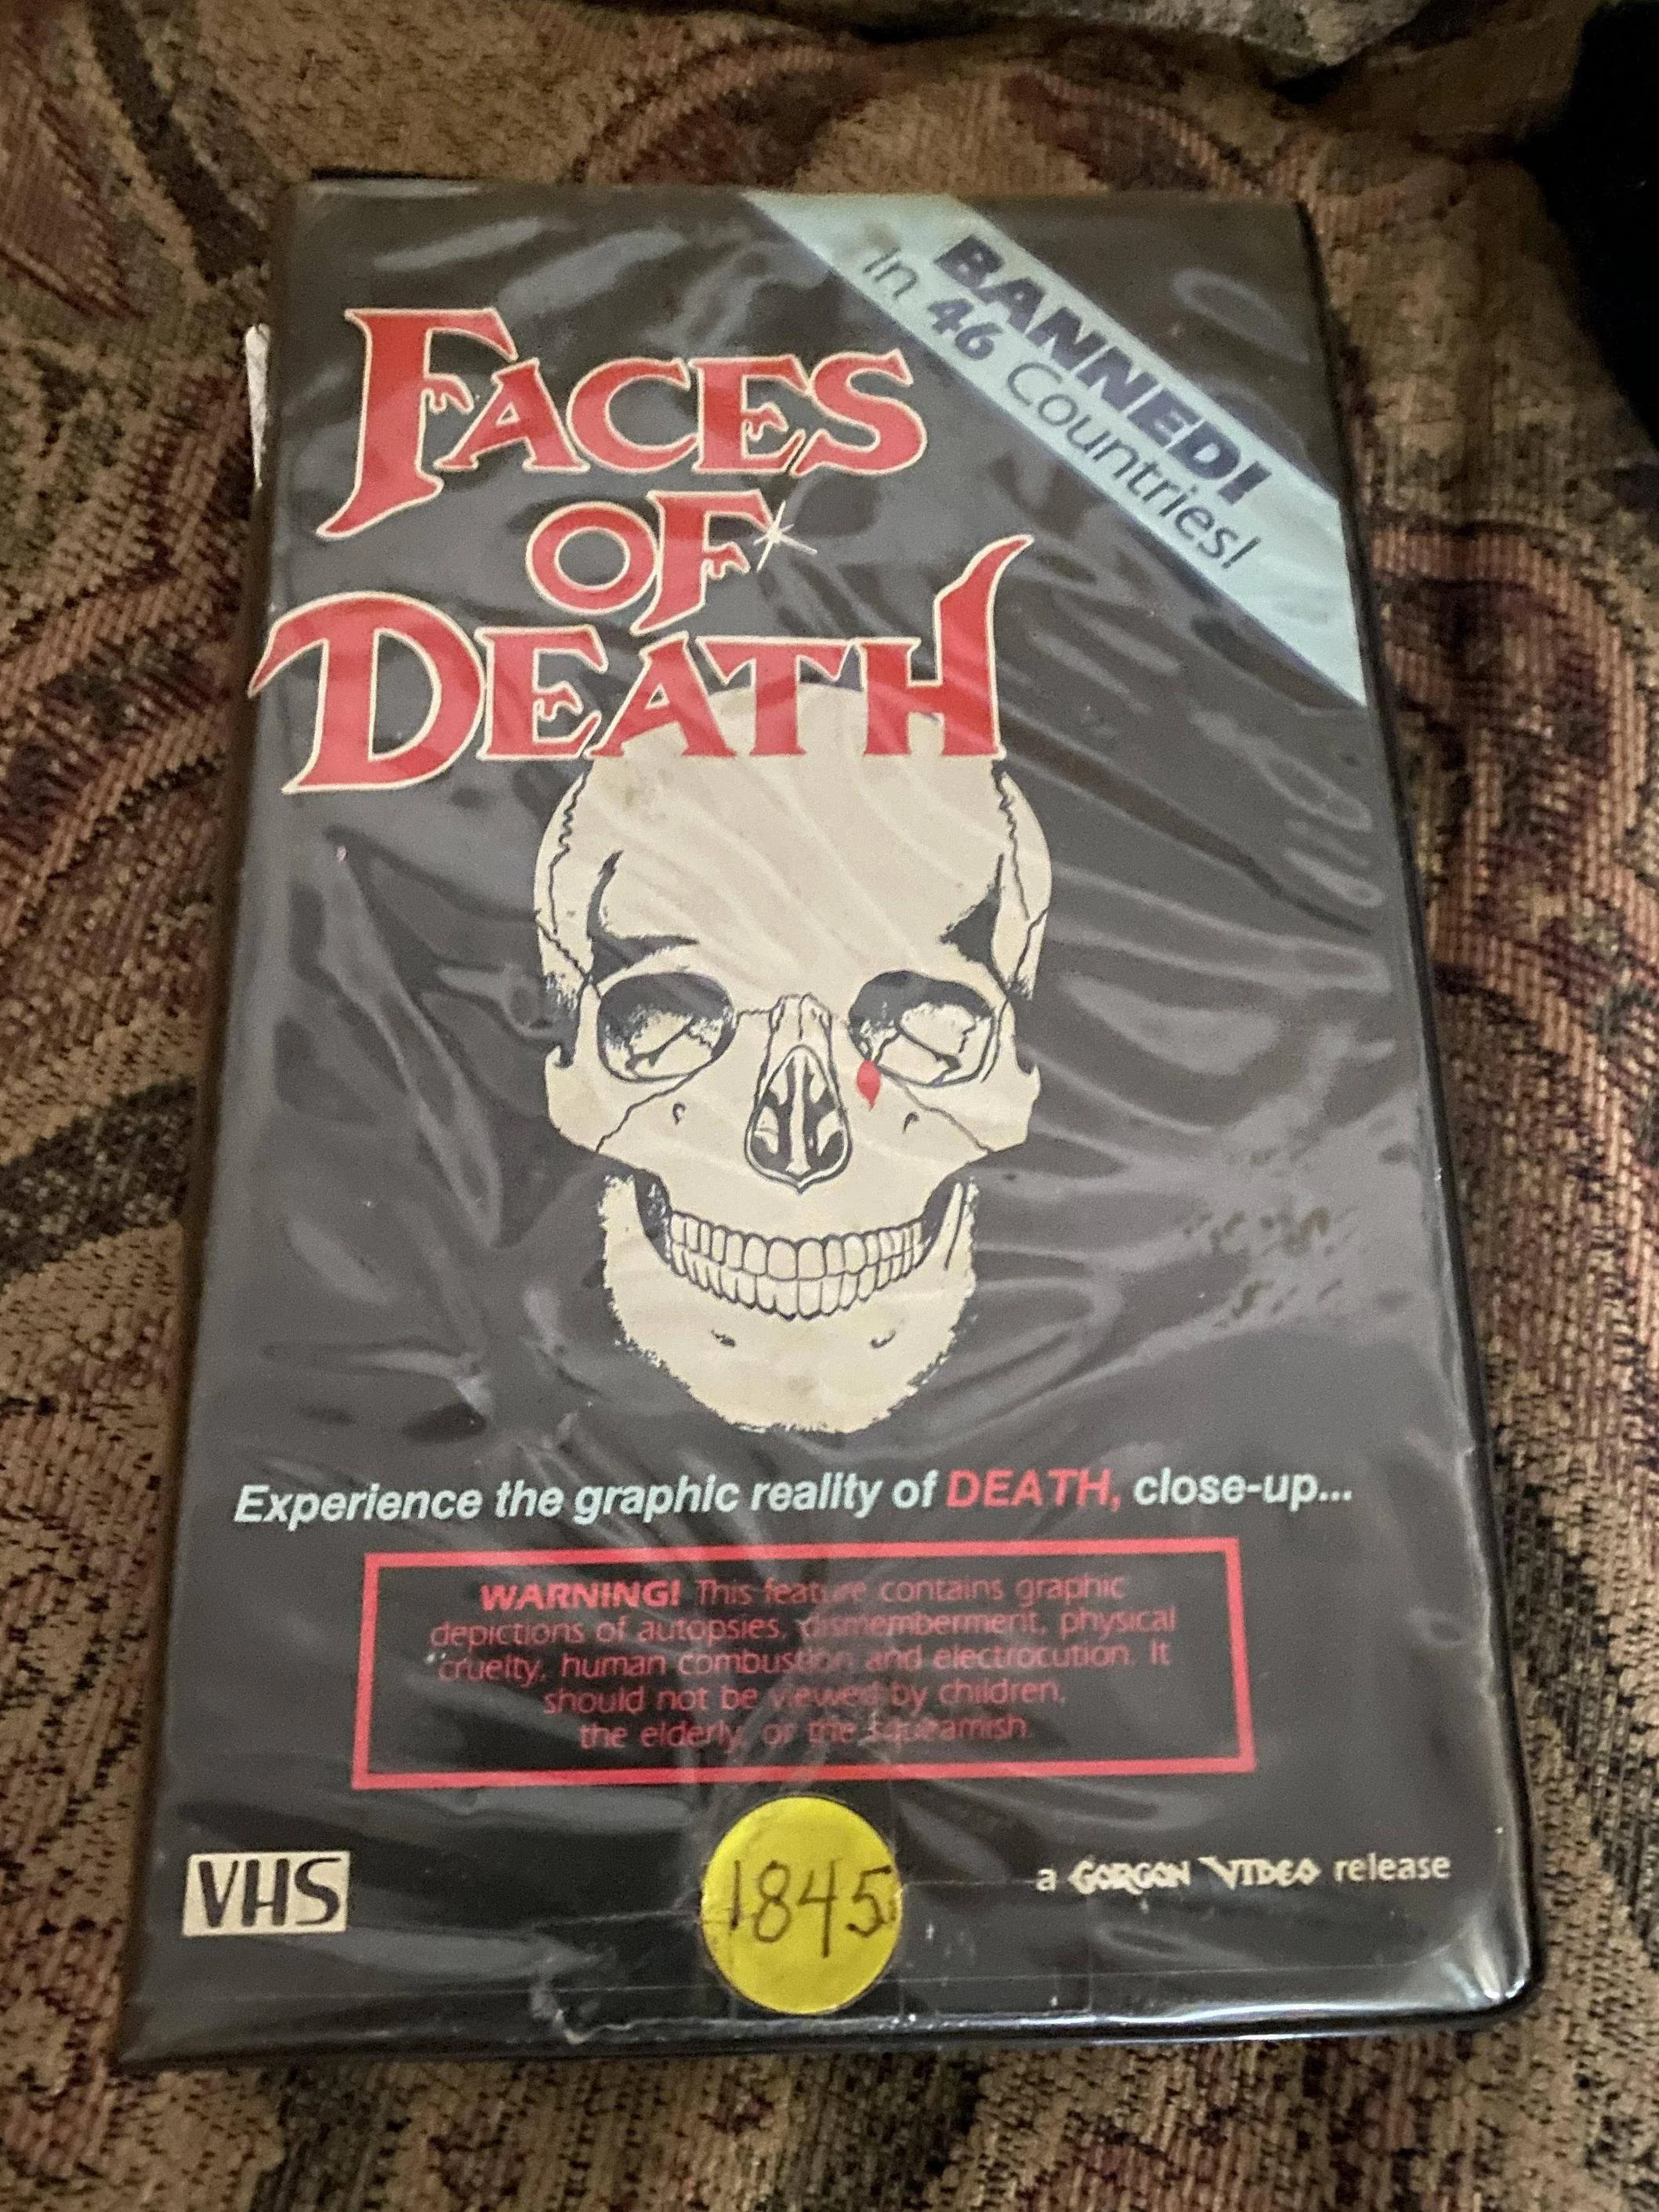 BANNED!
In 46 Countries!
FACES
OF
DEATH
Experience the graphic reality of DEATH, close-up...
WARNING! This feature contains graphic
depictions of autopsies, dismemberment, physical
cruelty, human combustion and electrocution. It
should not be viewed by children,
the elderly, or the squeamish.
VHS
1845
a GORGON VIDEO release